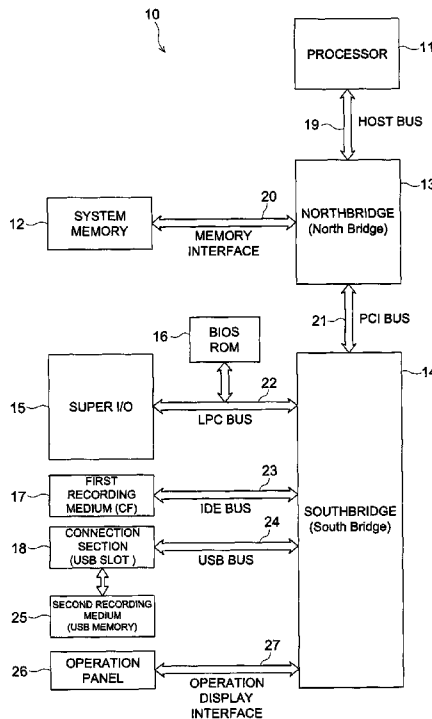 10
PROCESSOR
11
19
HOST BUS
13
20
12
SYSTEM
MEMORY
MEMORY
INTERFACE
NORTHBRIDGE
(North Bridge)
21
PCI BUS
16
BIOS
ROM
14
15
SUPER I/O
22
LPC BUS
17
FIRST
RECORDING
MEDIUM (CF)
23
IDE BUS
18
CONNECTION
SECTION
(USB SLOT )
24
USB BUS
SOUTHBRIDGE
(South Bridge)
25
SECOND RECORDING
MEDIUM
(USB MEMORY)
26
OPERATION
PANEL
27
OPERATION
DISPLAY
INTERFACE